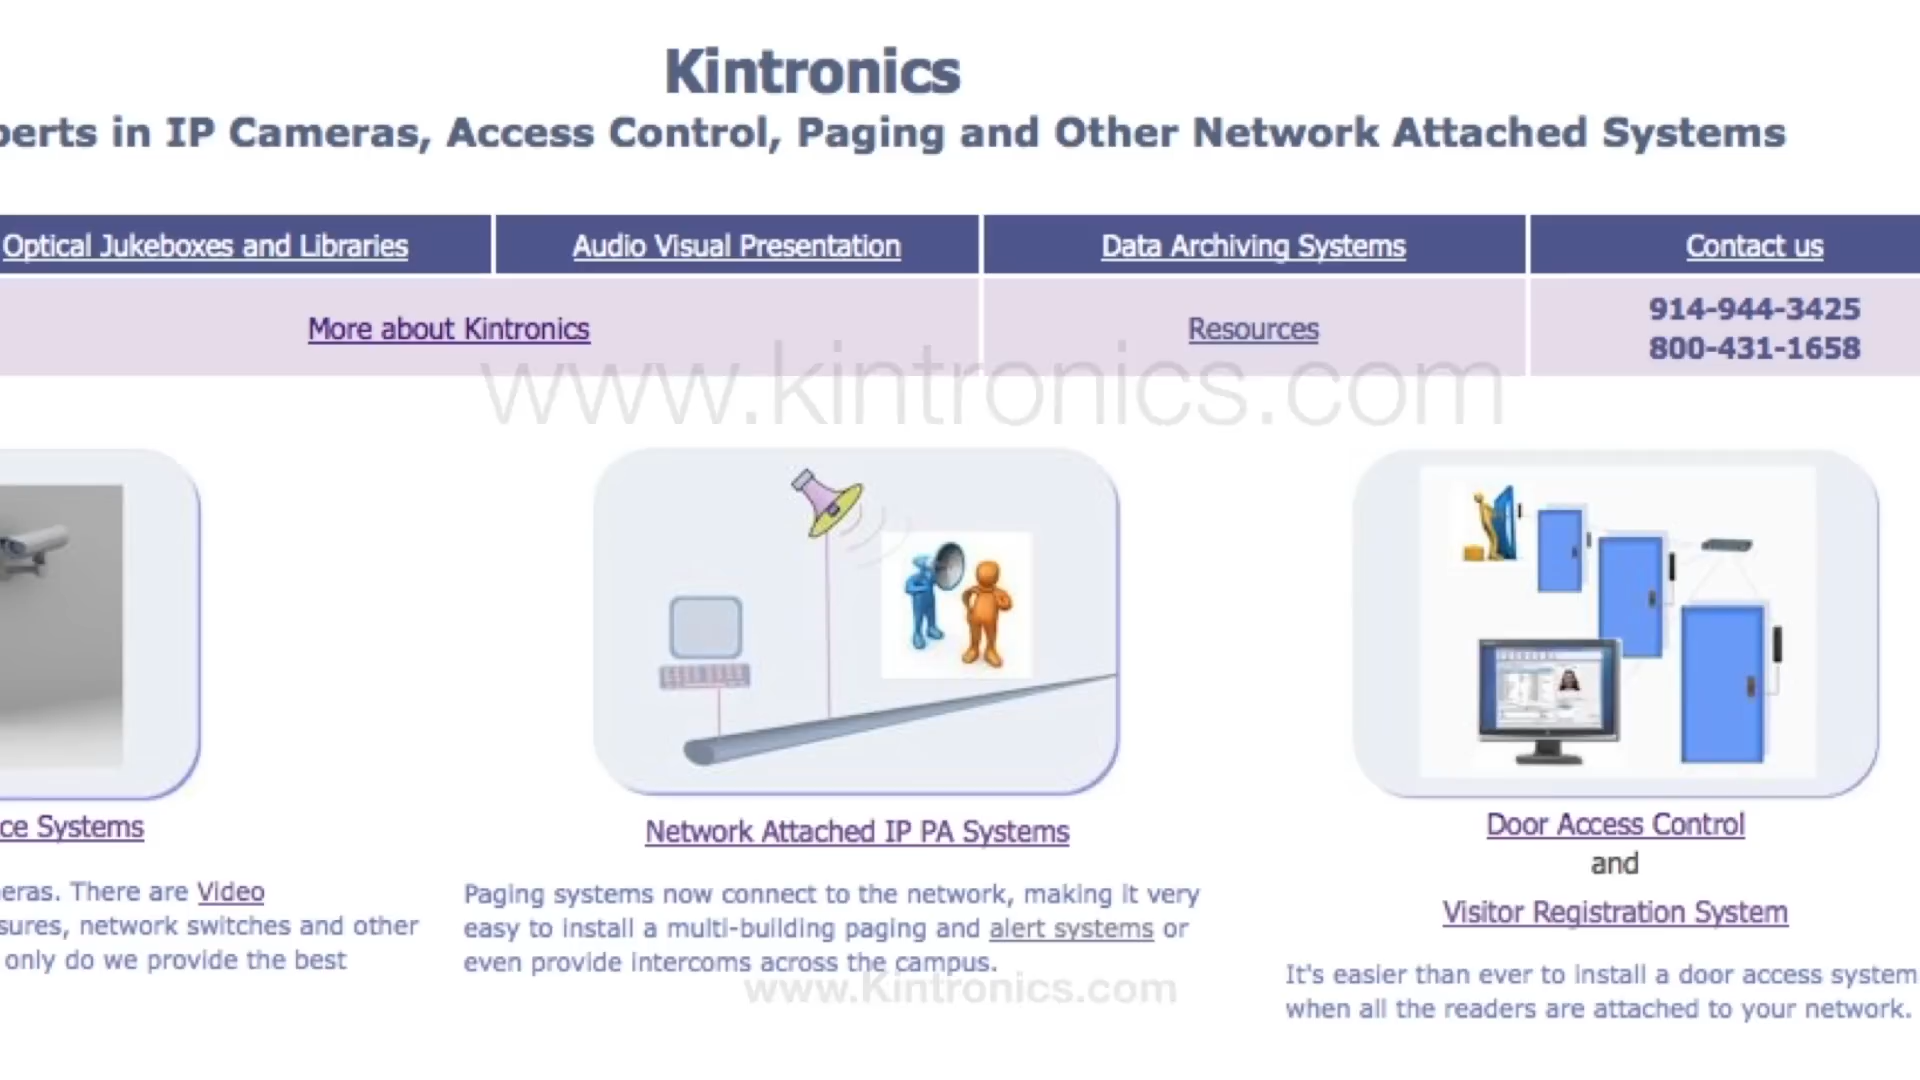 Kintronics
perts in IP Cameras, Access Control, Paging and Other Network Attached Systems
Optical Jukeboxes and Libraries
Audio Visual Presentation
Data Archiving Systems
Contact us
More about Kintronics
Resources
914-944-3425
800-431-1658
www.kintronics.com
ce Systems
eras. There are Video
sures, network switches and other
only do we provide the best
Network Attached IP PA Systems
Paging systems now connect to the network, making it very
easy to install a multi-building paging and alert systems or
even provide intercoms across the campus.
Door Access Control
and
Visitor Registration System
It's easier than ever to install a door access system
when all the readers are attached to your network.
www.Kintronics.com